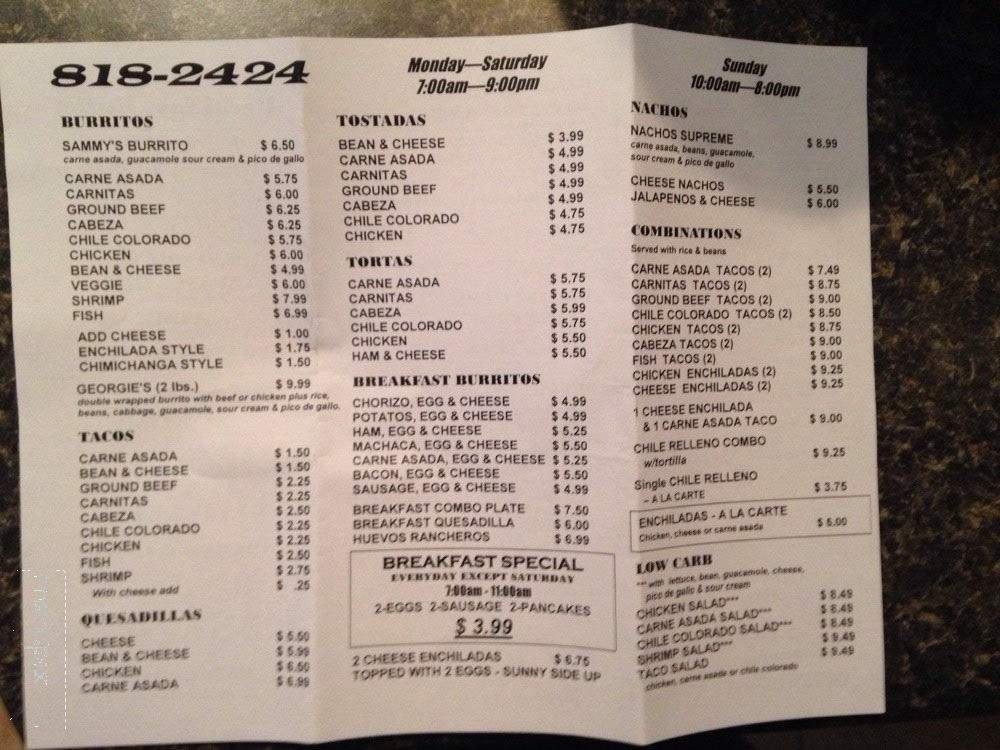 818-2424
BURRITOS
SAMMY'S BURRITO $ 6.50
carne asada, guacamole sour cream & pico de gallo
CARNE ASADA $ 5.75
CARNITAS $ 6.00
GROUND BEEF $ 6.25
CABEZA $ 6.25
CHILE COLORADO $ 5.75
CHICKEN $ 6.00
BEAN & CHEESE $ 4.99
VEGGIE $ 6.00
SHRIMP $ 7.99
FISH $ 6.99
ADD CHEESE $ 1.00
ENCHILADA STYLE $ 1.75
CHIMICHANGA STYLE $ 1.50
GEORGIE'S (2 lbs.) $ 9.99
double wrapped burrito with beef or chicken plus rice,
beans, cabbage, guacamole, sour cream & pico de gallo.
TACOS
CARNE ASADA $ 1.50
BEAN & CHEESE $ 1.50
GROUND BEEF $ 2.25
CARNITAS $ 2.25
CABEZA $ 2.50
CHILE COLORADO $ 2.25
CHICKEN $ 2.25
FISH $ 2.50
SHRIMP $ 2.75
With cheese add $ .25
QUESADILLAS
CHEESE $ 5.50
BEAN & CHEESE $ 5.99
CHICKEN $ 6.50
CARNE ASADA $ 6.99
Monday—Saturday
7:00am—9:00pm
TOSTADAS
BEAN & CHEESE $ 3.99
CARNE ASADA $ 4.99
CARNITAS $ 4.99
GROUND BEEF $ 4.99
CABEZA $ 4.99
CHILE COLORADO $ 4.75
CHICKEN $ 4.75
TORTAS
CARNE ASADA $ 5.75
CARNITAS $ 5.75
CABEZA $ 5.99
CHILE COLORADO $ 5.75
CHICKEN $ 5.50
HAM & CHEESE $ 5.50
BREAKFAST BURRITOS
CHORIZO, EGG & CHEESE $ 4.99
POTATOS, EGG & CHEESE $ 4.99
HAM, EGG & CHEESE $ 5.25
MACHACA, EGG & CHEESE $ 5.50
CARNE ASADA, EGG & CHEESE $ 5.25
BACON, EGG & CHEESE $ 5.50
SAUSAGE, EGG & CHEESE $ 4.99
BREAKFAST COMBO PLATE $ 7.50
BREAKFAST QUESADILLA $ 6.00
HUEVOS RANCHEROS $ 6.99
BREAKFAST SPECIAL
EVERYDAY EXCEPT SATURDAY
7:00am - 11:00am
2-EGGS 2-SAUSAGE 2-PANCAKES
$ 3.99
2 CHEESE ENCHILADAS $ 6.75
TOPPED WITH 2 EGGS - SUNNY SIDE UP
Sunday
10:00am—8:00pm
NACHOS
NACHOS SUPREME $ 8.99
carne asada, beans, guacamole,
sour cream & pico de gallo
CHEESE NACHOS $ 5.50
JALAPENOS & CHEESE $ 6.00
COMBINATIONS
Served with rice & beans
CARNE ASADA TACOS (2) $ 7.49
CARNITAS TACOS (2) $ 8.75
GROUND BEEF TACOS (2) $ 9.00
CHILE COLORADO TACOS (2) $ 8.50
CHICKEN TACOS (2) $ 8.75
CABEZA TACOS (2) $ 9.00
FISH TACOS (2) $ 9.00
CHICKEN ENCHILADAS (2) $ 9.25
CHEESE ENCHILADAS (2) $ 9.25
1 CHEESE ENCHILADA
& 1 CARNE ASADA TACO $ 9.00
CHILE RELLENO COMBO $ 9.25
w/tortilla
Single CHILE RELLENO $ 3.75
– A LA CARTE
ENCHILADAS - A LA CARTE $ 5.00
Chicken, cheese or carne asada
LOW CARB
*** with lettuce, bean, guacamole, cheese,
pico de gallo & sour cream
CHICKEN SALAD*** $ 8.49
CARNE ASADA SALAD*** $ 8.49
CHILE COLORADO SALAD*** $ 8.49
SHRIMP SALAD*** $ 9.49
TACO SALAD $ 9.49
chicken, carne asada or chile colorado